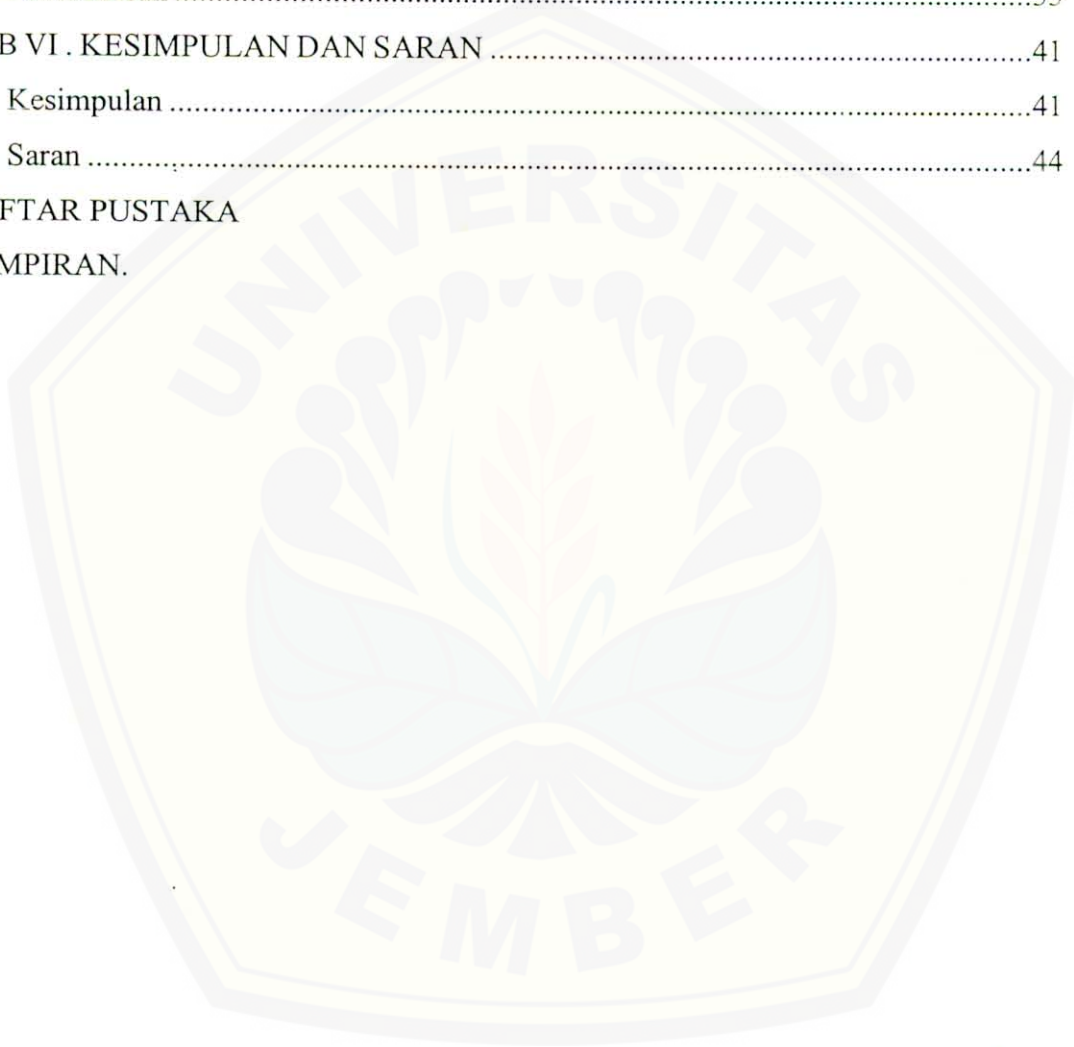 B VI . KESIMPULAN DAN SARAN ........................................ 41
Kesimpulan ........................................ 41
Saran ........................................ 44
FTAR PUSTAKA
MPIRAN.
UNIVERSITAS
JEMBER